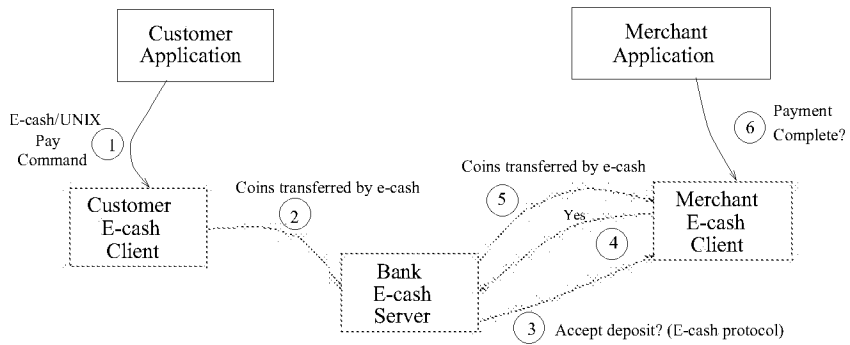 Customer
Application
Merchant
Application
E-cash/UNIX
Pay
Command
1
6
Payment
Complete?
Coins transferred by e-cash
Coins transferred by e-cash
Customer
E-cash
Client
2
5
Yes
4
Merchant
E-cash
Client
Bank
E-cash
Server
3
Accept deposit? (E-cash protocol)